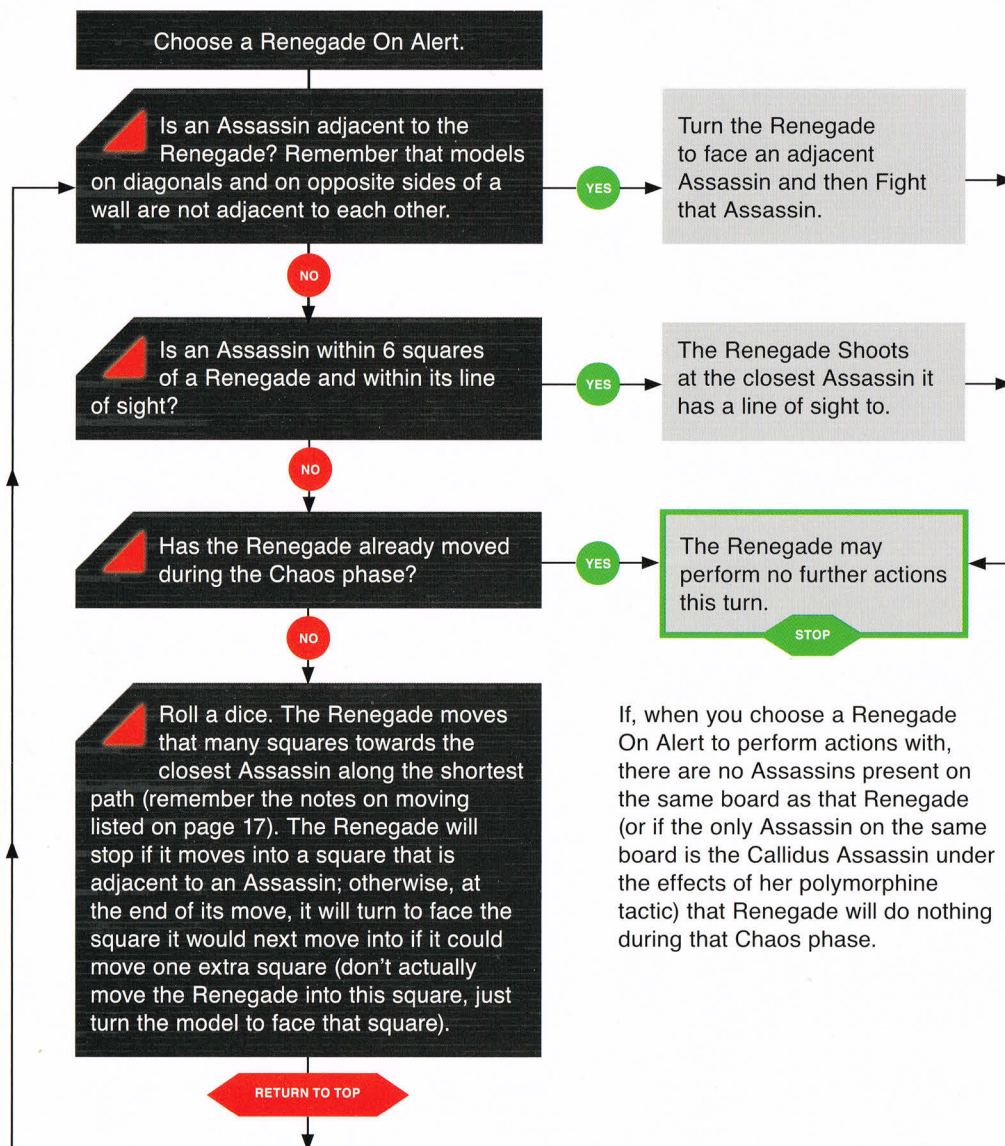 Choose a Renegade On Alert.
Is an Assassin adjacent to the
Renegade? Remember that models
on diagonals and on opposite sides of a
wall are not adjacent to each other.
YES
Turn the Renegade
to face an adjacent
Assassin and then Fight
that Assassin.
NO
Is an Assassin within 6 squares
of a Renegade and within its line
of sight?
YES
The Renegade Shoots
at the closest Assassin it
has a line of sight to.
NO
Has the Renegade already moved
during the Chaos phase?
YES
The Renegade may
perform no further actions
this turn.
STOP
NO
Roll a dice. The Renegade moves
that many squares towards the
closest Assassin along the shortest
path (remember the notes on moving
listed on page 17). The Renegade will
stop if it moves into a square that is
adjacent to an Assassin; otherwise, at
the end of its move, it will turn to face the
square it would next move into if it could
move one extra square (don't actually
move the Renegade into this square, just
turn the model to face that square).
RETURN TO TOP
If, when you choose a Renegade
On Alert to perform actions with,
there are no Assassins present on
the same board as that Renegade
(or if the only Assassin on the same
board is the Callidus Assassin under
the effects of her polymorphine
tactic) that Renegade will do nothing
during that Chaos phase.